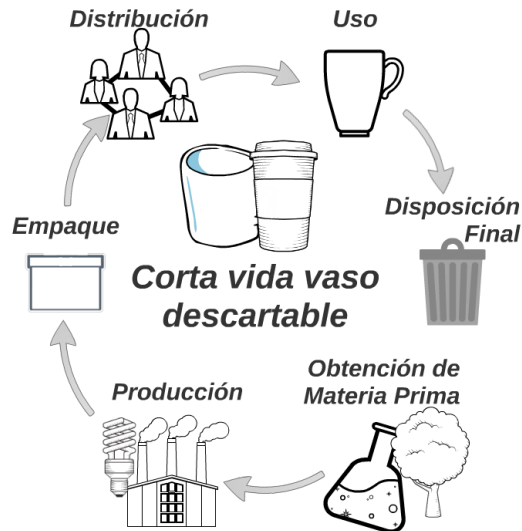 Distribución
Uso
Disposición
Final
Empaque
Corta vida vaso
descartable
Obtención de
Materia Prima
Producción